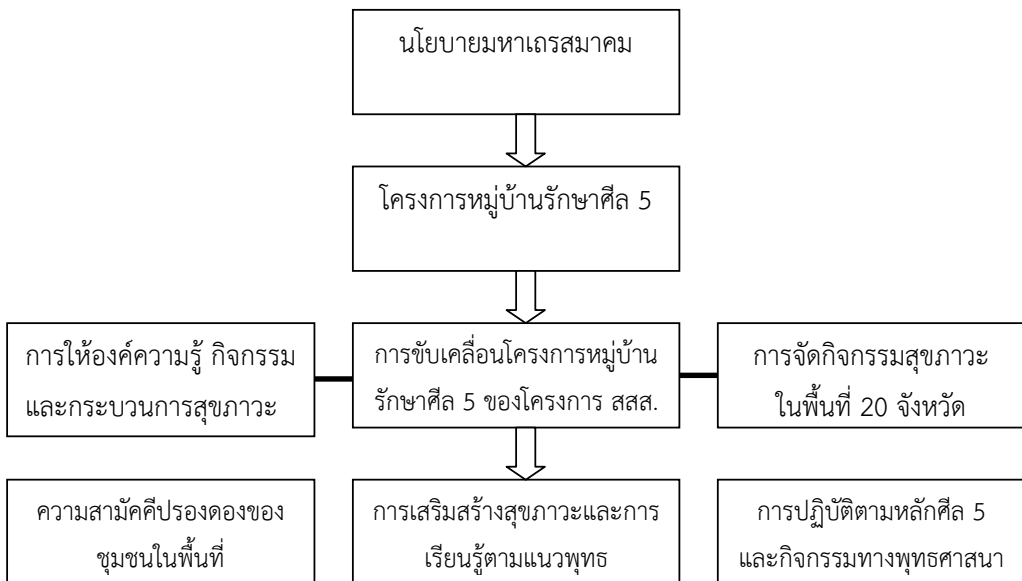 นโยบายมหาเถรสมาคม
โครงการหมู่บ้านรักษาศีล 5
การให้องค์ความรู้ กิจกรรม
และกระบวนการสุขภาวะ
การขับเคลื่อนโครงการหมู่บ้าน
รักษาศีล 5 ของโครงการ สสส.
การจัดกิจกรรมสุขภาวะ
ในพื้นที่ 20 จังหวัด
ความสามัคคีปรองดองของ
ชุมชนในพื้นที่
การเสริมสร้างสุขภาวะและการ
เรียนรู้ตามแนวพุทธ
การปฏิบัติตามหลักศีล 5
และกิจกรรมทางพุทธศาสนา